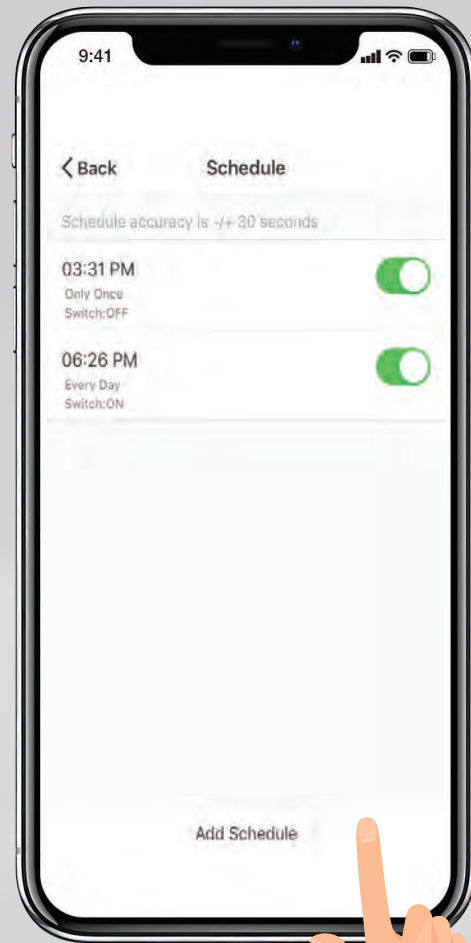 9:41
Back
Schedule
Schedule accuracy is -/+ 30 seconds
03:31 PM
Only Once
Switch:OFF
06:26 PM
Every Day
Switch:ON
Add Schedule